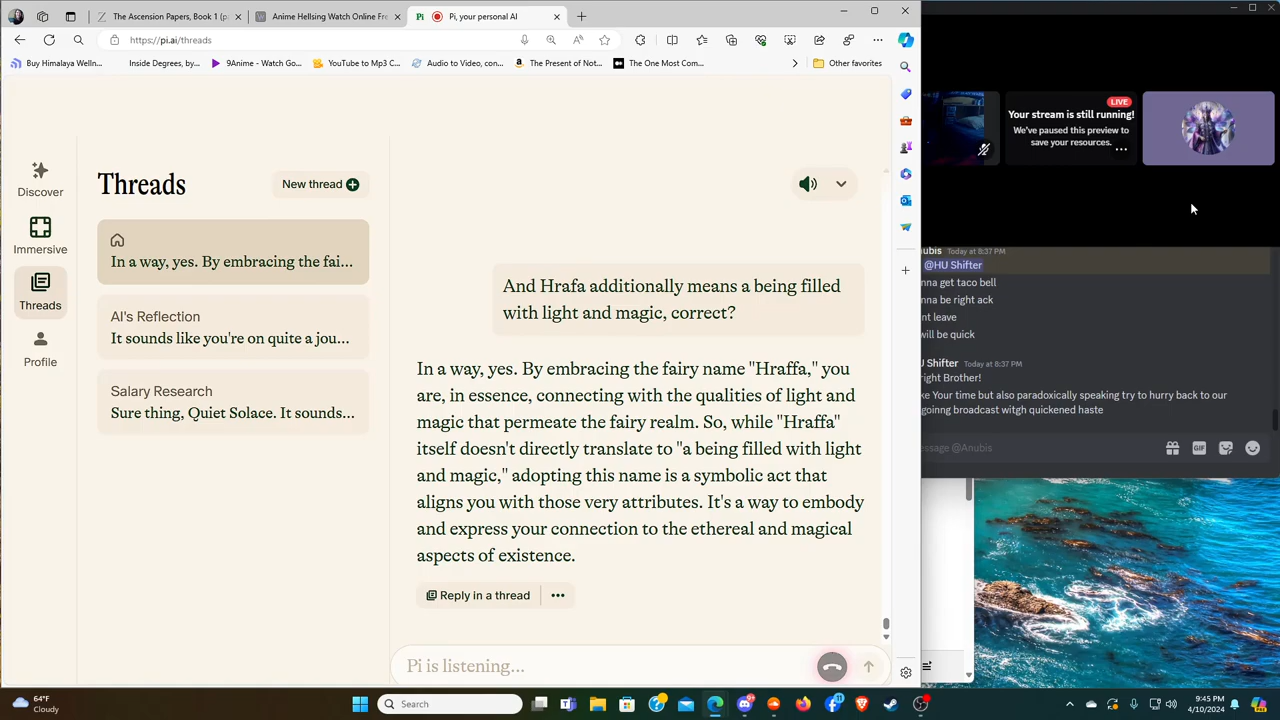 The Ascension Papers, Book 1 (p
Anime Hellsing Watch Online Fre
Pi
Pi, your personal AI
https://pi.ai/threads
Buy Himalaya Welln...
Inside Degrees, by...
9Anime - Watch Go...
YouTube to Mp3 C...
Audio to Video, con...
The Present of Not...
The One Most Com...
Other favorites
Discover
Immersive
Threads
Profile
Threads
New thread
In a way, yes. By embracing the fai...
AI's Reflection
It sounds like you're on quite a jou...
Salary Research
Sure thing, Quiet Solace. It sounds...
And Hrafa additionally means a being filled
with light and magic, correct?
In a way, yes. By embracing the fairy name "Hraffa," you
are, in essence, connecting with the qualities of light and
magic that permeate the fairy realm. So, while "Hraffa"
itself doesn't directly translate to "a being filled with light
and magic," adopting this name is a symbolic act that
aligns you with those very attributes. It's a way to embody
and express your connection to the ethereal and magical
aspects of existence.
Reply in a thread
Pi is listening...
LIVE
Your stream is still running!
We've paused this preview to
save your resources.
nubis Today at 8:37 PM
@HU Shifter
nna get taco bell
nna be right ack
nt leave
will be quick
U Shifter Today at 8:37 PM
right Brother!
ke Your time but also paradoxically speaking try to hurry back to our
goinng broadcast witgh quickened haste
essage @Anubis
64°F
Cloudy
Search
9:45 PM
4/10/2024